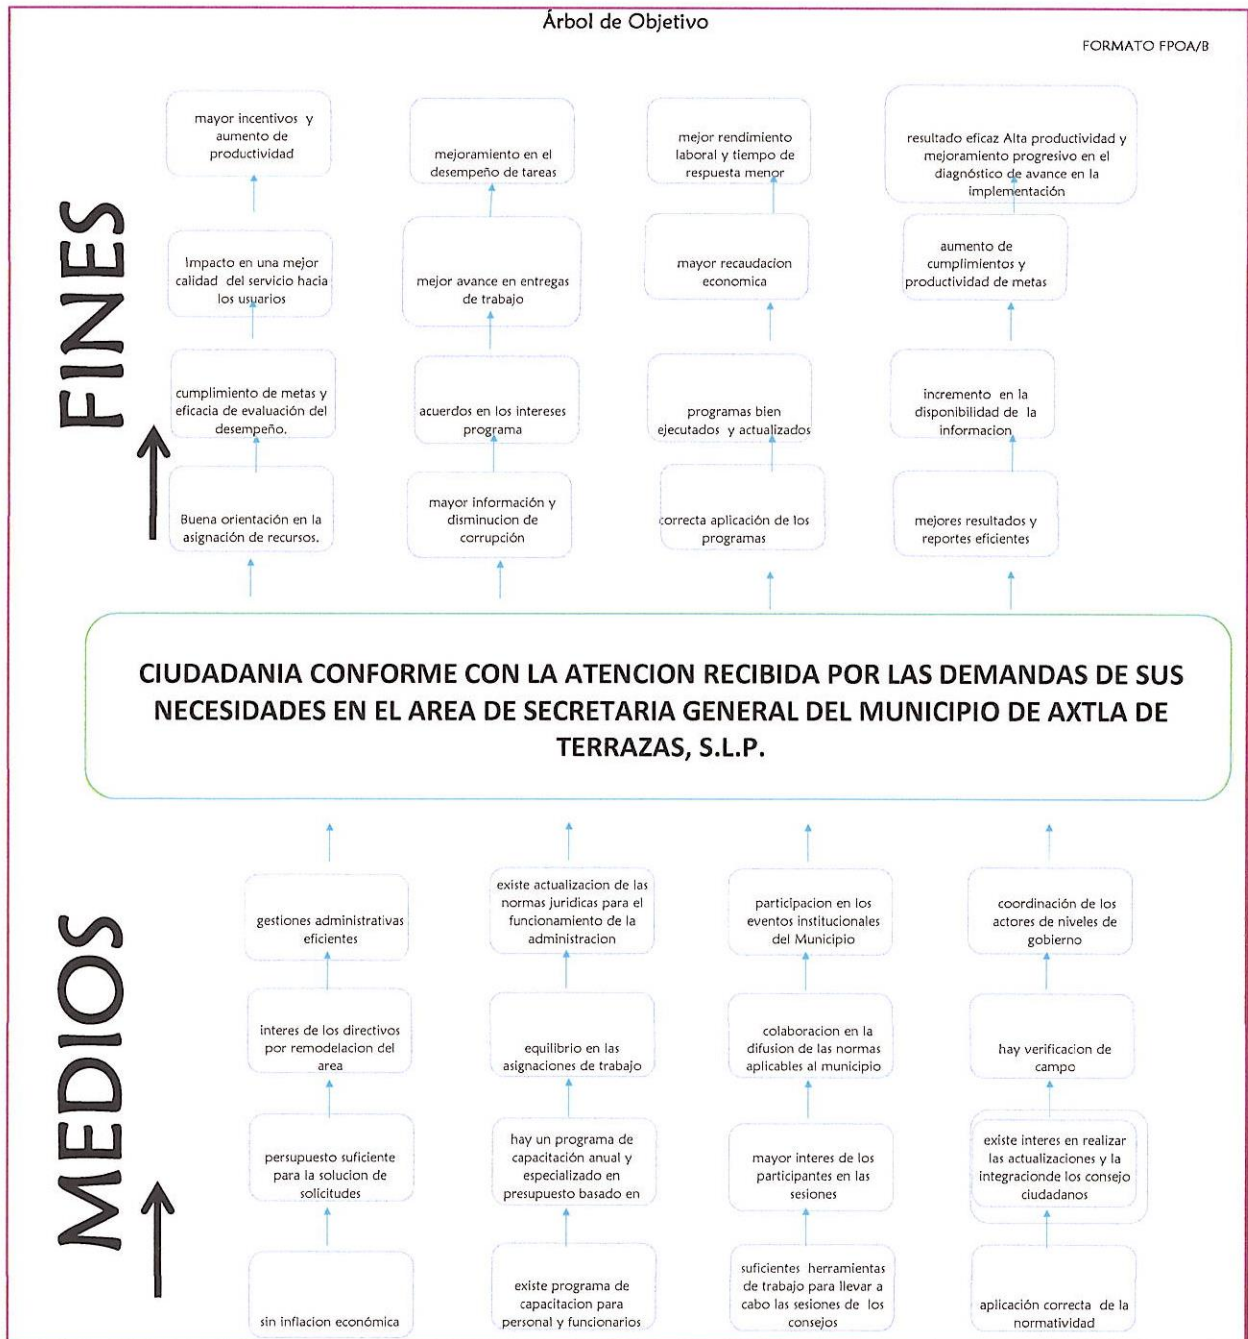 Árbol de Objetivo
FORMATO FPOA/B
mayor incentivos y
aumento de
productividad
mejoramiento en el
desempeño de tareas
mejor rendimiento
laboral y tiempo de
respuesta menor
resultado eficaz Alta productividad y
mejoramiento progresivo en el
diagnóstico de avance en la
implementación
FINES
Impacto en una mejor
calidad del servicio hacia
los usuarios
mejor avance en entregas
de trabajo
mayor recaudacion
economica
aumento de
cumplimientos y
productividad de metas
cumplimiento de metas y
eficacia de evaluación del
desempeño.
acuerdos en los intereses
programa
programas bien
ejecutados y actualizados
incremento en la
disponibilidad de la
informacion
Buena orientación en la
asignación de recursos.
mayor información y
disminucion de
corrupción
correcta aplicación de los
programas
mejores resultados y
reportes eficientes
CIUDADANIA CONFORME CON LA ATENCION RECIBIDA POR LAS DEMANDAS DE SUS
NECESIDADES EN EL AREA DE SECRETARIA GENERAL DEL MUNICIPIO DE AXTLA DE
TERRAZAS, S.L.P.
MEDIOS
gestiones administrativas
eficientes
existe actualizacion de las
normas juridicas para el
funcionamiento de la
administracion
participacion en los
eventos institucionales
del Municipio
coordinación de los
actores de niveles de
gobierno
interes de los directivos
por remodelacion del
area
equilibrio en las
asignaciones de trabajo
colaboracion en la
difusion de las normas
aplicables al municipio
hay verificacion de
campo
persupuesto suficiente
para la solucion de
solicitudes
hay un programa de
capacitación anual y
especializado en
presupuesto basado en
mayor interes de los
participantes en las
sesiones
existe interes en realizar
las actualizaciones y la
integracionde los consejo
ciudadanos
sin inflacion económica
existe programa de
capacitacion para
personal y funcionarios
suficientes herramientas
de trabajo para llevar a
cabo las sesiones de los
consejos
aplicación correcta de la
normatividad